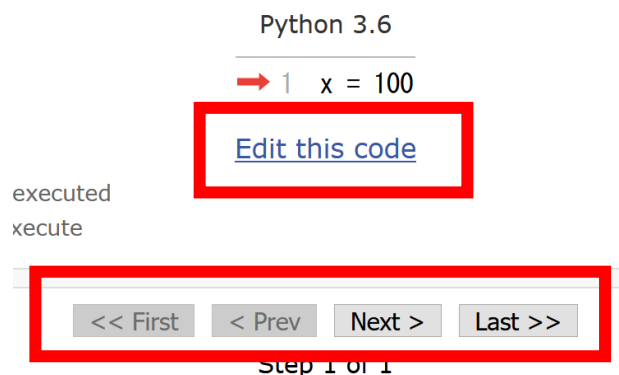 Python 3.6
1 x = 100
Edit this code
executed
xecute
<< First < Prev Next > Last >>
Step 1 of 1